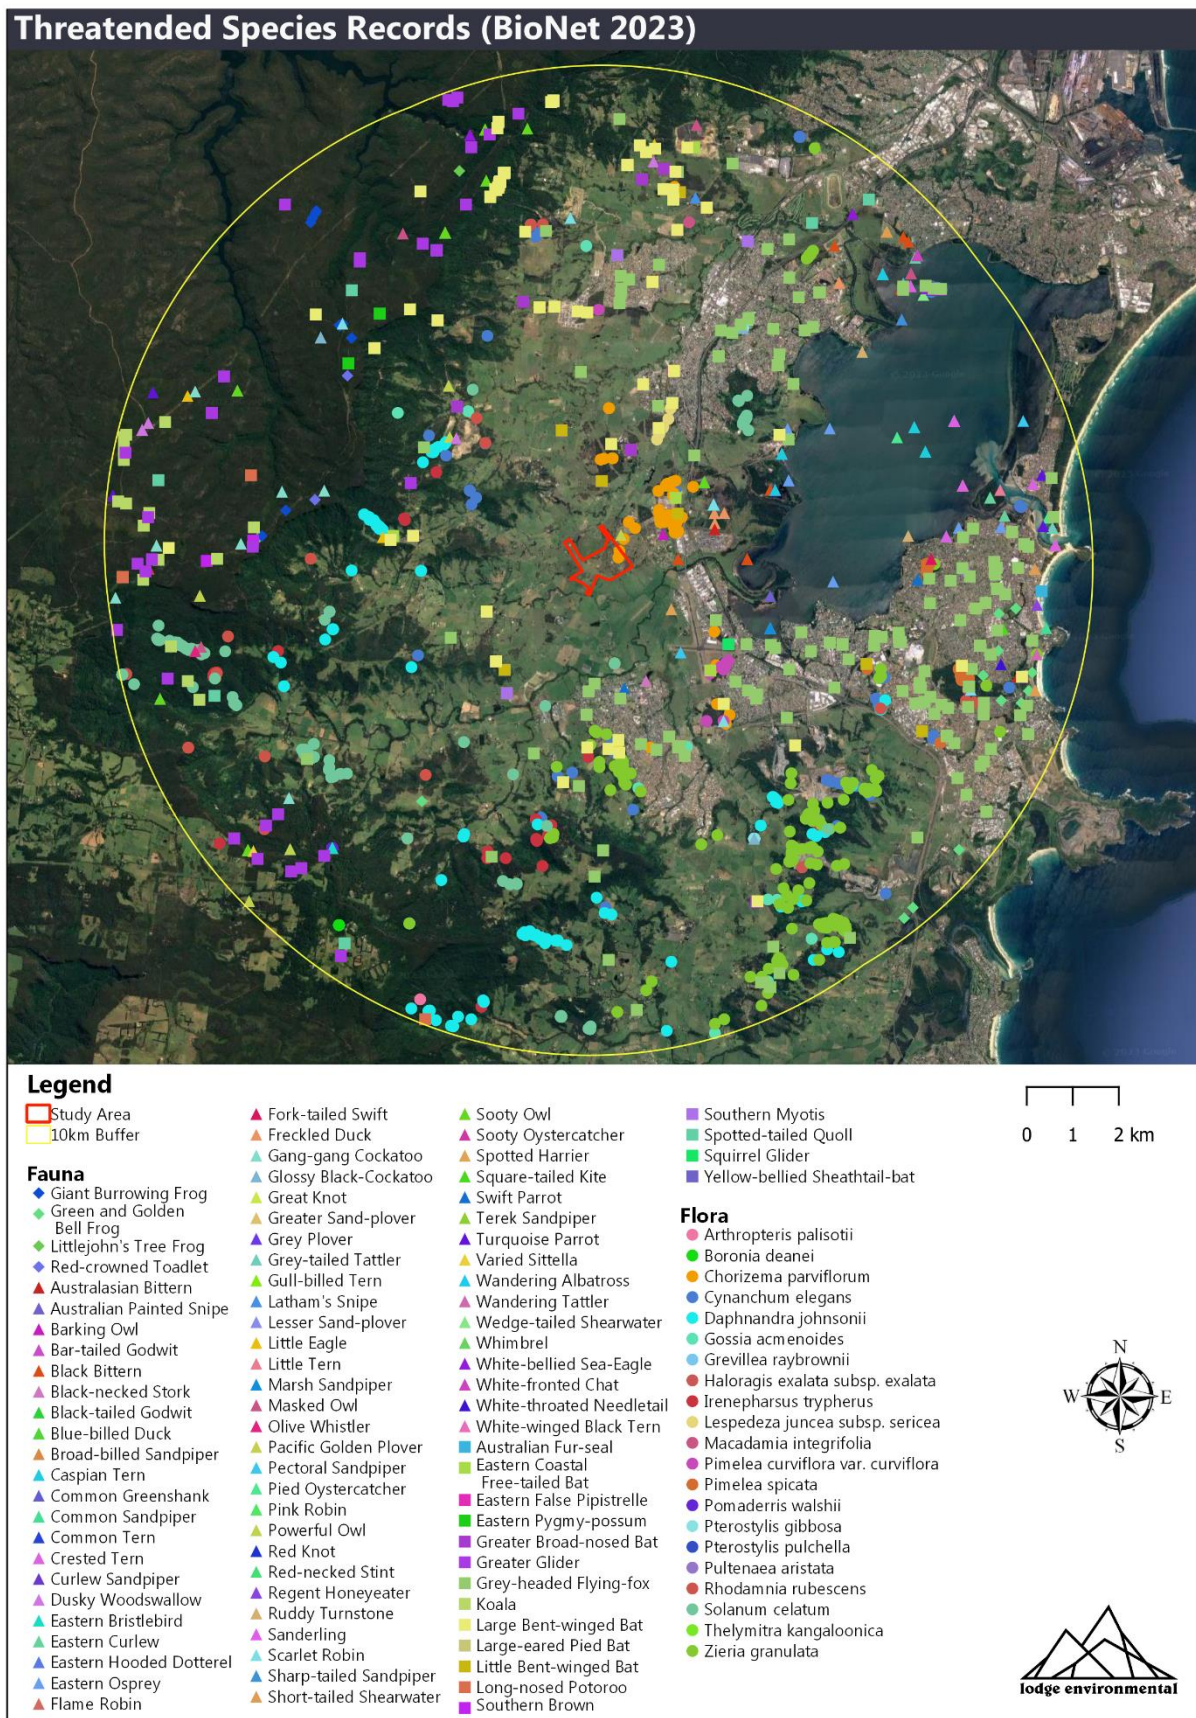 Threatended Species Records (BioNet 2023)
Legend
Study Area
10km Buffer
Fauna
Giant Burrowing Frog
Green and Golden
Bell Frog
Littlejohn's Tree Frog
Red-crowned Toadlet
Australasian Bittern
Australian Painted Snipe
Barking Owl
Bar-tailed Godwit
Black Bittern
Black-necked Stork
Black-tailed Godwit
Blue-billed Duck
Broad-billed Sandpiper
Caspian Tern
Common Greenshank
Common Sandpiper
Common Tern
Crested Tern
Curlew Sandpiper
Dusky Woodswallow
Eastern Bristlebird
Eastern Curlew
Eastern Hooded Dotterel
Eastern Osprey
Flame Robin
Fork-tailed Swift
Freckled Duck
Gang-gang Cockatoo
Glossy Black-Cockatoo
Great Knot
Greater Sand-plover
Grey Plover
Grey-tailed Tattler
Gull-billed Tern
Latham's Snipe
Lesser Sand-plover
Little Eagle
Little Tern
Marsh Sandpiper
Masked Owl
Olive Whistler
Pacific Golden Plover
Pectoral Sandpiper
Pied Oystercatcher
Pink Robin
Powerful Owl
Red Knot
Red-necked Stint
Regent Honeyeater
Ruddy Turnstone
Sanderling
Scarlet Robin
Sharp-tailed Sandpiper
Short-tailed Shearwater
Sooty Owl
Sooty Oystercatcher
Spotted Harrier
Square-tailed Kite
Swift Parrot
Terek Sandpiper
Turquoise Parrot
Varied Sittella
Wandering Albatross
Wandering Tattler
Wedge-tailed Shearwater
Whimbrel
White-bellied Sea-Eagle
White-fronted Chat
White-throated Needletail
White-winged Black Tern
Australian Fur-seal
Eastern Coastal
Free-tailed Bat
Eastern False Pipistrelle
Eastern Pygmy-possum
Greater Broad-nosed Bat
Greater Glider
Grey-headed Flying-fox
Koala
Large Bent-winged Bat
Large-eared Pied Bat
Little Bent-winged Bat
Long-nosed Potoroo
Southern Brown
Southern Myotis
Spotted-tailed Quoll
Squirrel Glider
Yellow-bellied Sheathtail-bat
Flora
Arthropteris palisotii
Boronia deanei
Chorizema parviflorum
Cynanchum elegans
Daphnandra johnsonii
Gossia acmenoides
Grevillea raybrownii
Haloragis exalata subsp. exalata
Irenepharsus trypherus
Lespedeza juncea subsp. sericea
Macadamia integrifolia
Pimelea curviflora var. curviflora
Pimelea spicata
Pomaderris walshii
Pterostylis gibbosa
Pterostylis pulchella
Pultenaea aristata
Rhodamnia rubescens
Solanum celatum
Thelymitra kangaloonica
Zieria granulata
0 1 2 km
N
W E
S
lodge environmental